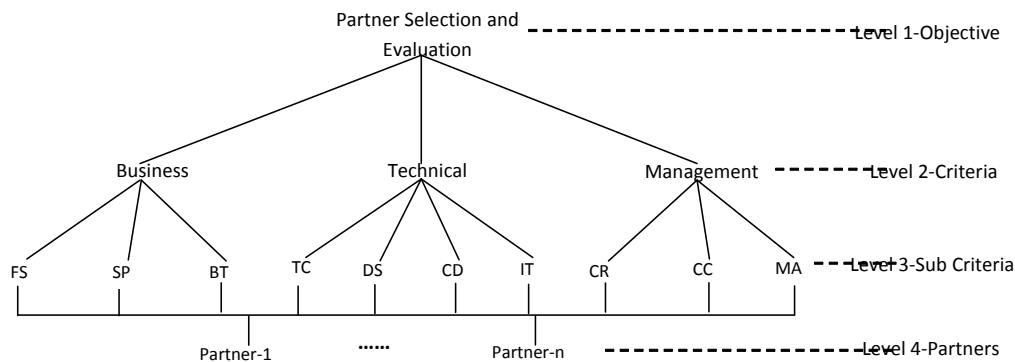 Partner Selection and
Evaluation
Level 1-Objective
Business
Technical
Management
Level 2-Criteria
FS
SP
BT
TC
DS
CD
IT
CR
CC
MA
Level 3-Sub Criteria
Partner-1
......
Partner-n
Level 4-Partners